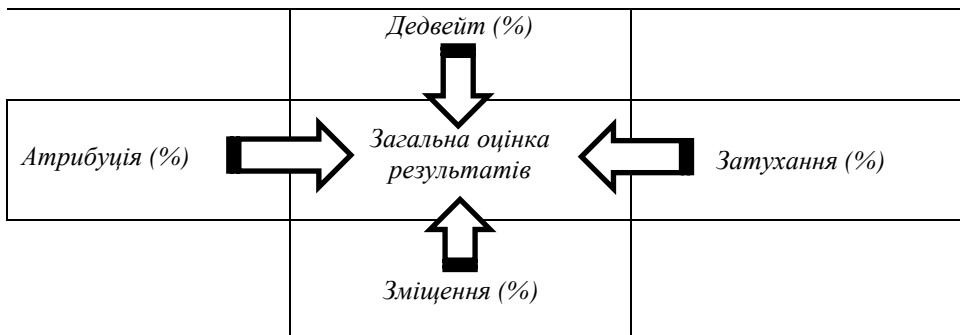 Дедвейт (%)
Атрибуція (%)
Загальна оцінка
результатів
Затухання (%)
Зміщення (%)